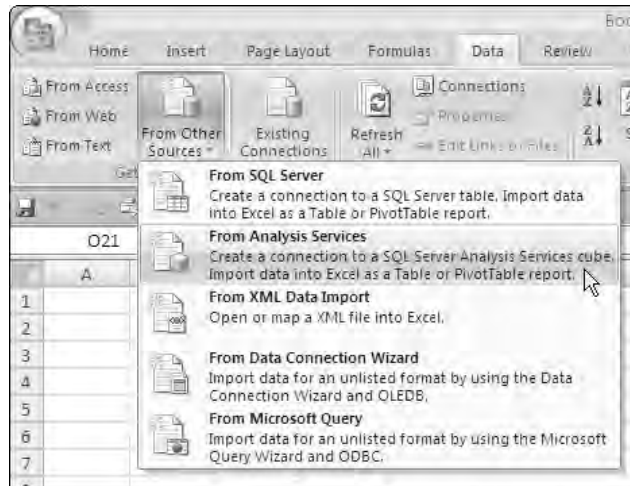 Home Insert Page Layout Formulas Data Review
From Access
From Web
From Text
From Other Sources
Existing Connections
Refresh All
Connections
Properties
Edit Links
From SQL Server
Create a connection to a SQL Server table. Import data
into Excel as a Table or PivotTable report.
From Analysis Services
Create a connection to a SQL Server Analysis Services cube.
Import data into Excel as a Table or PivotTable report.
From XML Data Import
Open or map a XML file into Excel.
From Data Connection Wizard
Import data for an unlisted format by using the Data
Connection Wizard and OLEDB.
From Microsoft Query
Import data for an unlisted format by using the Microsoft
Query Wizard and ODBC.
O21
A
1
2
3
4
5
6
7